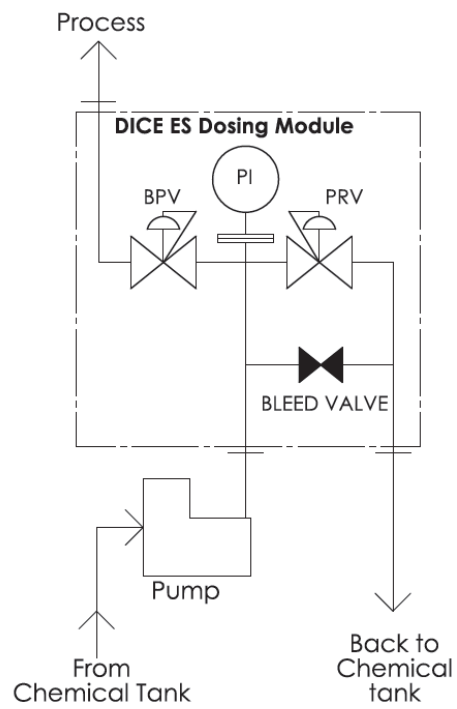 Process
DICE ES Dosing Module
PI
BPV
PRV
BLEED VALVE
Pump
From
Chemical Tank
Back to
Chemical
tank